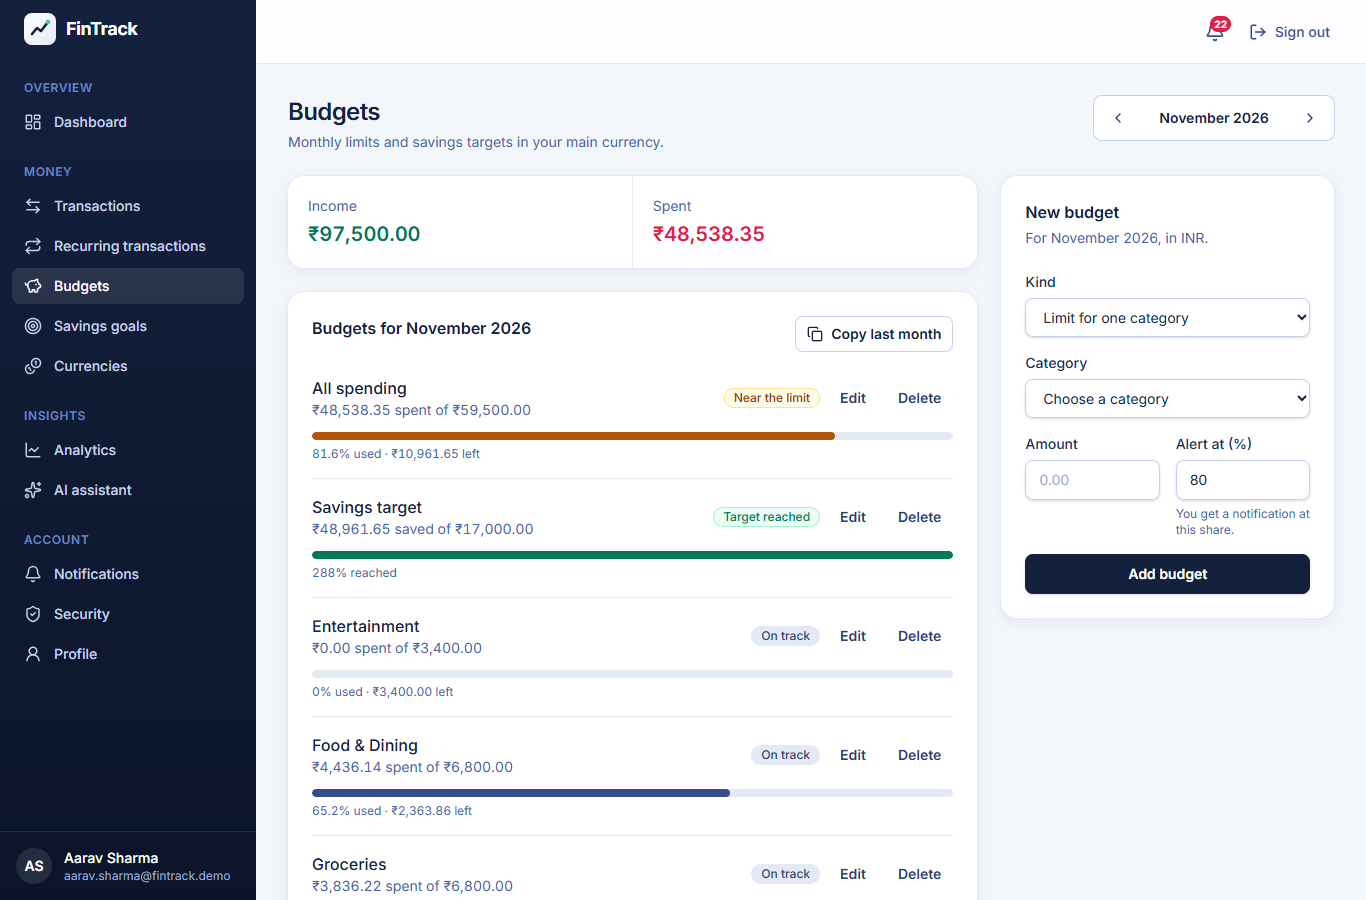 FinTrack
OVERVIEW
Dashboard
MONEY
Transactions
Recurring transactions
Budgets
Savings goals
Currencies
INSIGHTS
Analytics
AI assistant
ACCOUNT
Notifications
Security
Profile
AS
Aarav Sharma
aarav.sharma@fintrack.demo
22
Sign out
Budgets
Monthly limits and savings targets in your main currency.
November 2026
Income
₹97,500.00
Spent
₹48,538.35
Budgets for November 2026
Copy last month
All spending
₹48,538.35 spent of ₹59,500.00
Near the limit
Edit
Delete
81.6% used · ₹10,961.65 left
Savings target
₹48,961.65 saved of ₹17,000.00
Target reached
Edit
Delete
288% reached
Entertainment
₹0.00 spent of ₹3,400.00
On track
Edit
Delete
0% used · ₹3,400.00 left
Food & Dining
₹4,436.14 spent of ₹6,800.00
On track
Edit
Delete
65.2% used · ₹2,363.86 left
Groceries
₹3,836.22 spent of ₹6,800.00
On track
Edit
Delete
New budget
For November 2026, in INR.
Kind
Limit for one category
Category
Choose a category
Amount
0.00
Alert at (%)
80
You get a notification at
this share.
Add budget